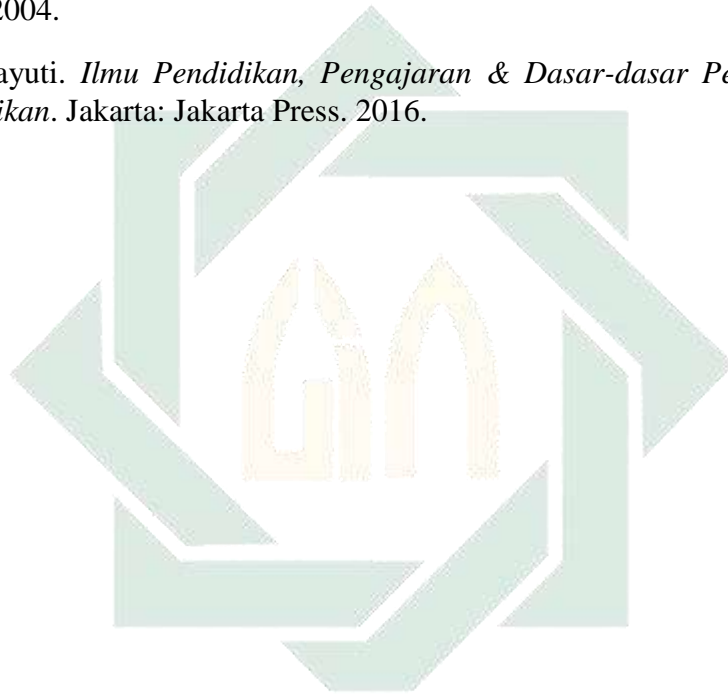 2004.
ayuti. Ilmu Pendidikan, Pengajaran & Dasar-dasar Pe
ikan. Jakarta: Jakarta Press. 2016.